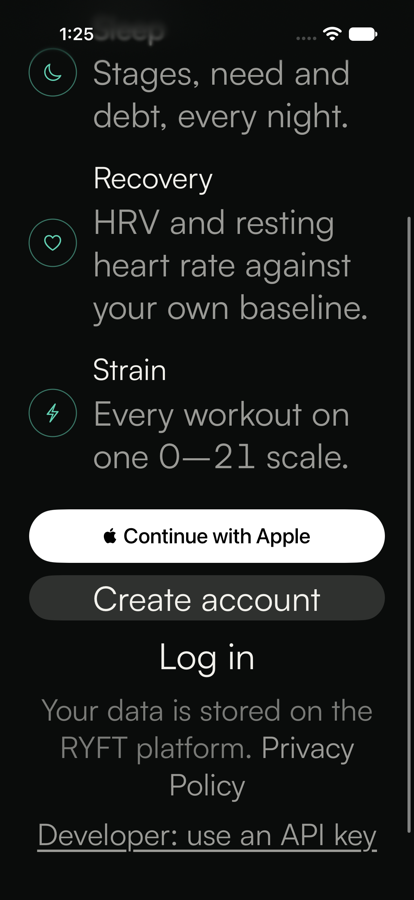 1:25
Sleep
Stages, need and
debt, every night.
Recovery
HRV and resting
heart rate against
your own baseline.
Strain
Every workout on
one 0—21 scale.
Continue with Apple
Create account
Log in
Your data is stored on the
RYFT platform. Privacy
Policy
Developer: use an API key